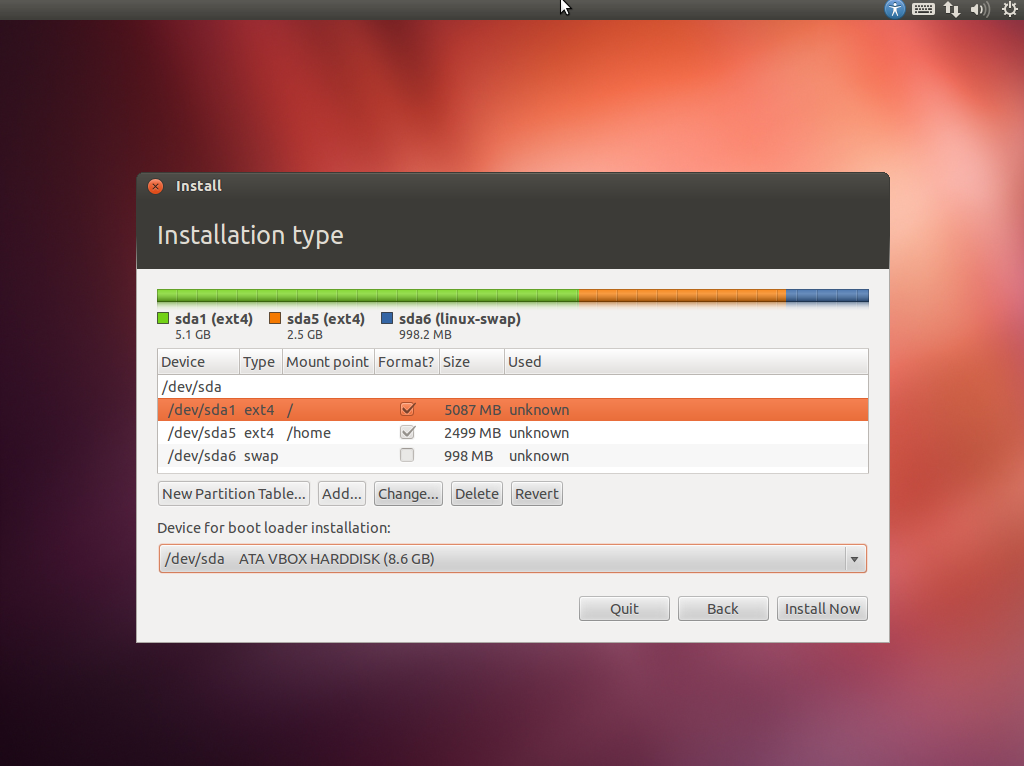 Install
Installation type
sda1 (ext4) sda5 (ext4) sda6 (linux-swap)
5.1 GB 2.5 GB 998.2 MB
Device Type Mount point Format? Size Used
/dev/sda
/dev/sda1 ext4 / 5087 MB unknown
/dev/sda5 ext4 /home 2499 MB unknown
/dev/sda6 swap 998 MB unknown
New Partition Table... Add... Change... Delete Revert
Device for boot loader installation:
/dev/sda ATA VBOX HARDDISK (8.6 GB)
Quit Back Install Now